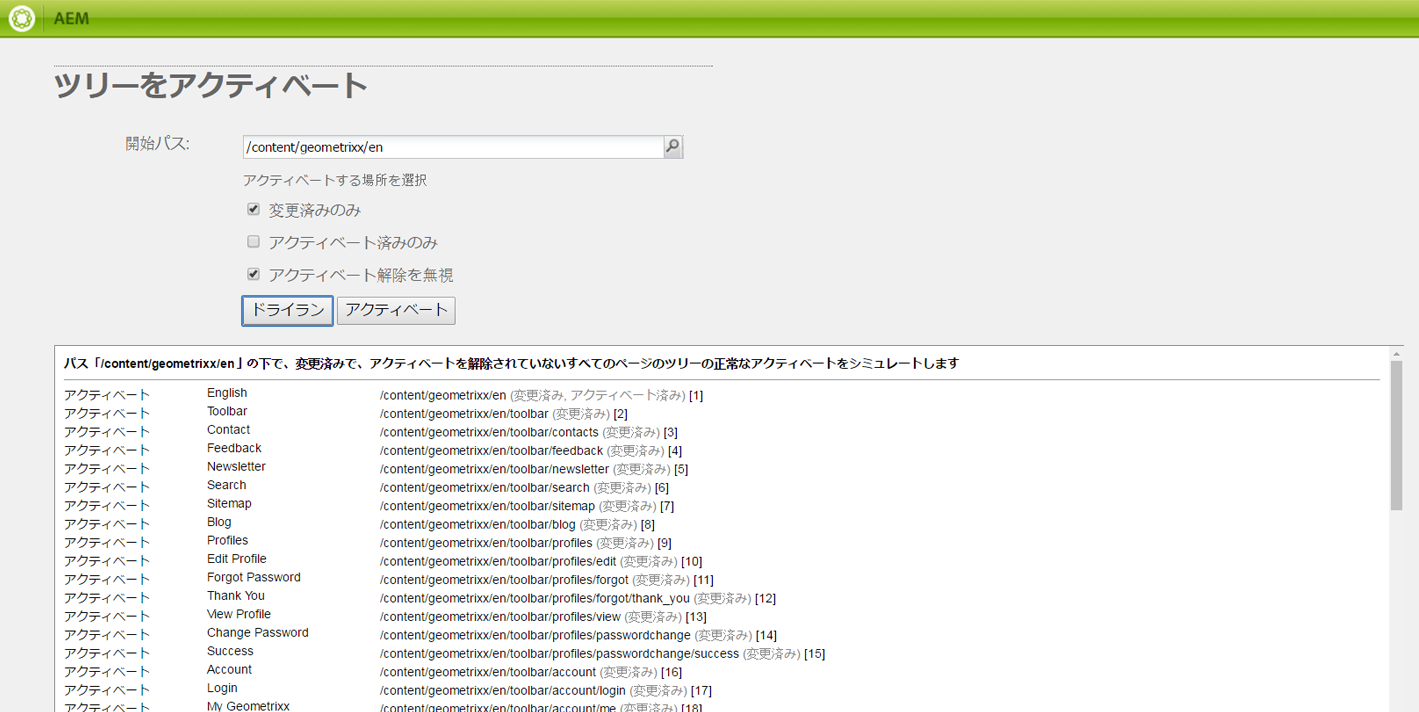 AEM
ツリーをアクティベート
開始パス: /content/geometrixx/en
アクティベートする場所を選択
変更済みのみ
アクティベート済みのみ
アクティベート解除を無視
ドライラン アクティベート
パス「/content/geometrixx/en」の下で、変更済みで、アクティベートを解除されていないすべてのページのツリーの正常なアクティベートをシミュレートします
アクティベート English /content/geometrixx/en (変更済み, アクティベート済み) [1]
アクティベート Toolbar /content/geometrixx/en/toolbar (変更済み) [2]
アクティベート Contact /content/geometrixx/en/toolbar/contacts (変更済み) [3]
アクティベート Feedback /content/geometrixx/en/toolbar/feedback (変更済み) [4]
アクティベート Newsletter /content/geometrixx/en/toolbar/newsletter (変更済み) [5]
アクティベート Search /content/geometrixx/en/toolbar/search (変更済み) [6]
アクティベート Sitemap /content/geometrixx/en/toolbar/sitemap (変更済み) [7]
アクティベート Blog /content/geometrixx/en/toolbar/blog (変更済み) [8]
アクティベート Profiles /content/geometrixx/en/toolbar/profiles (変更済み) [9]
アクティベート Edit Profile /content/geometrixx/en/toolbar/profiles/edit (変更済み) [10]
アクティベート Forgot Password /content/geometrixx/en/toolbar/profiles/forgot (変更済み) [11]
アクティベート Thank You /content/geometrixx/en/toolbar/profiles/forgot/thank_you (変更済み) [12]
アクティベート View Profile /content/geometrixx/en/toolbar/profiles/view (変更済み) [13]
アクティベート Change Password /content/geometrixx/en/toolbar/profiles/passwordchange (変更済み) [14]
アクティベート Success /content/geometrixx/en/toolbar/profiles/passwordchange/success (変更済み) [15]
アクティベート Account /content/geometrixx/en/toolbar/account (変更済み) [16]
アクティベート Login /content/geometrixx/en/toolbar/account/login (変更済み) [17]
アクティベート My Geometrixx /content/geometrixx/en/toolbar/account/me (変更済み) [18]